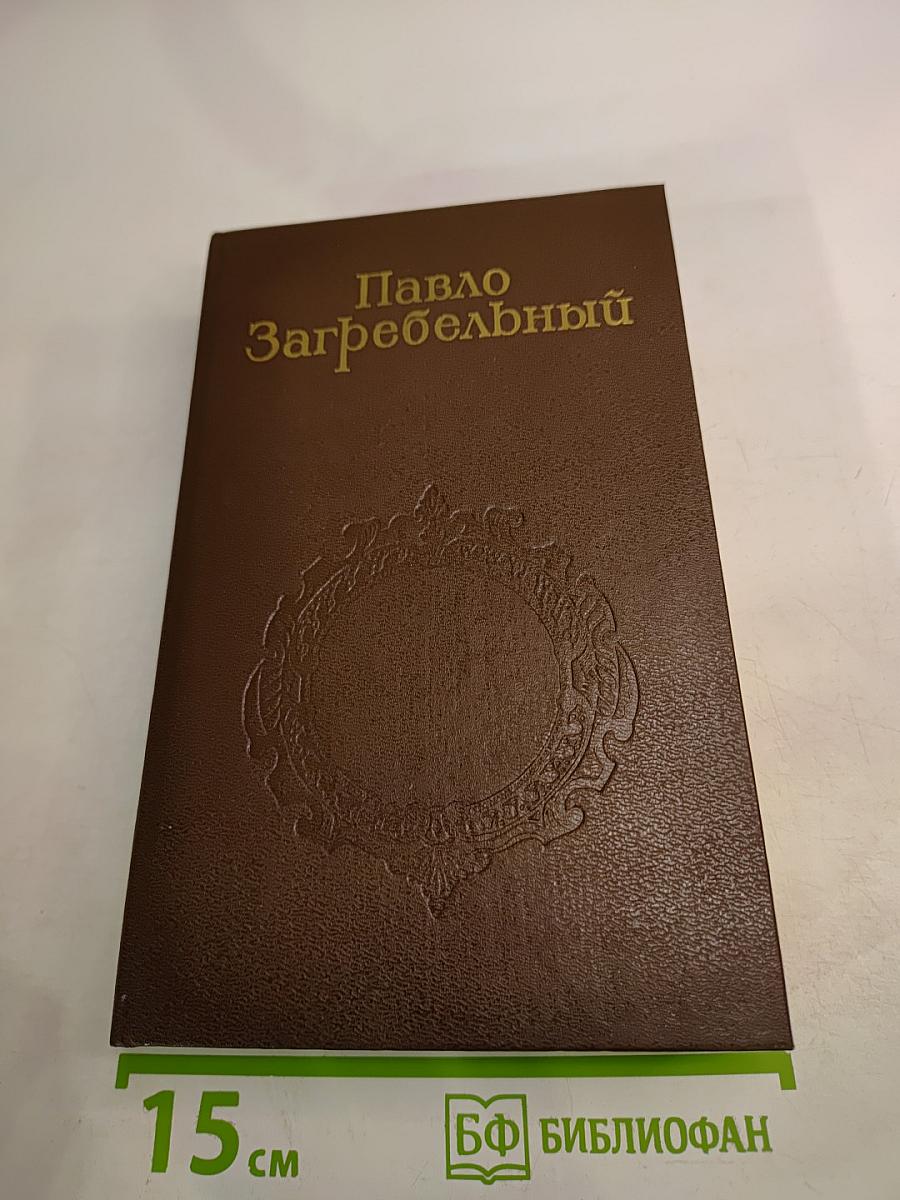 Павло
Загребельный
15 см
БФ БИБЛИОФАН